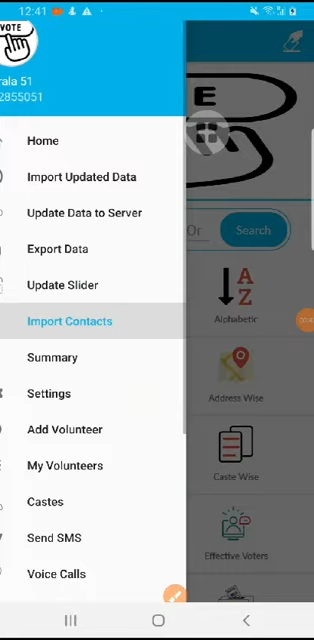 12:41
VOTE
rala 51
2855051
Home
Import Updated Data
Update Data to Server
Export Data
Update Slider
Import Contacts
Summary
Settings
Add Volunteer
My Volunteers
Castes
Send SMS
Voice Calls
E
Or
Search
A
Z
Alphabetic
Address Wise
Caste Wise
Effective Voters